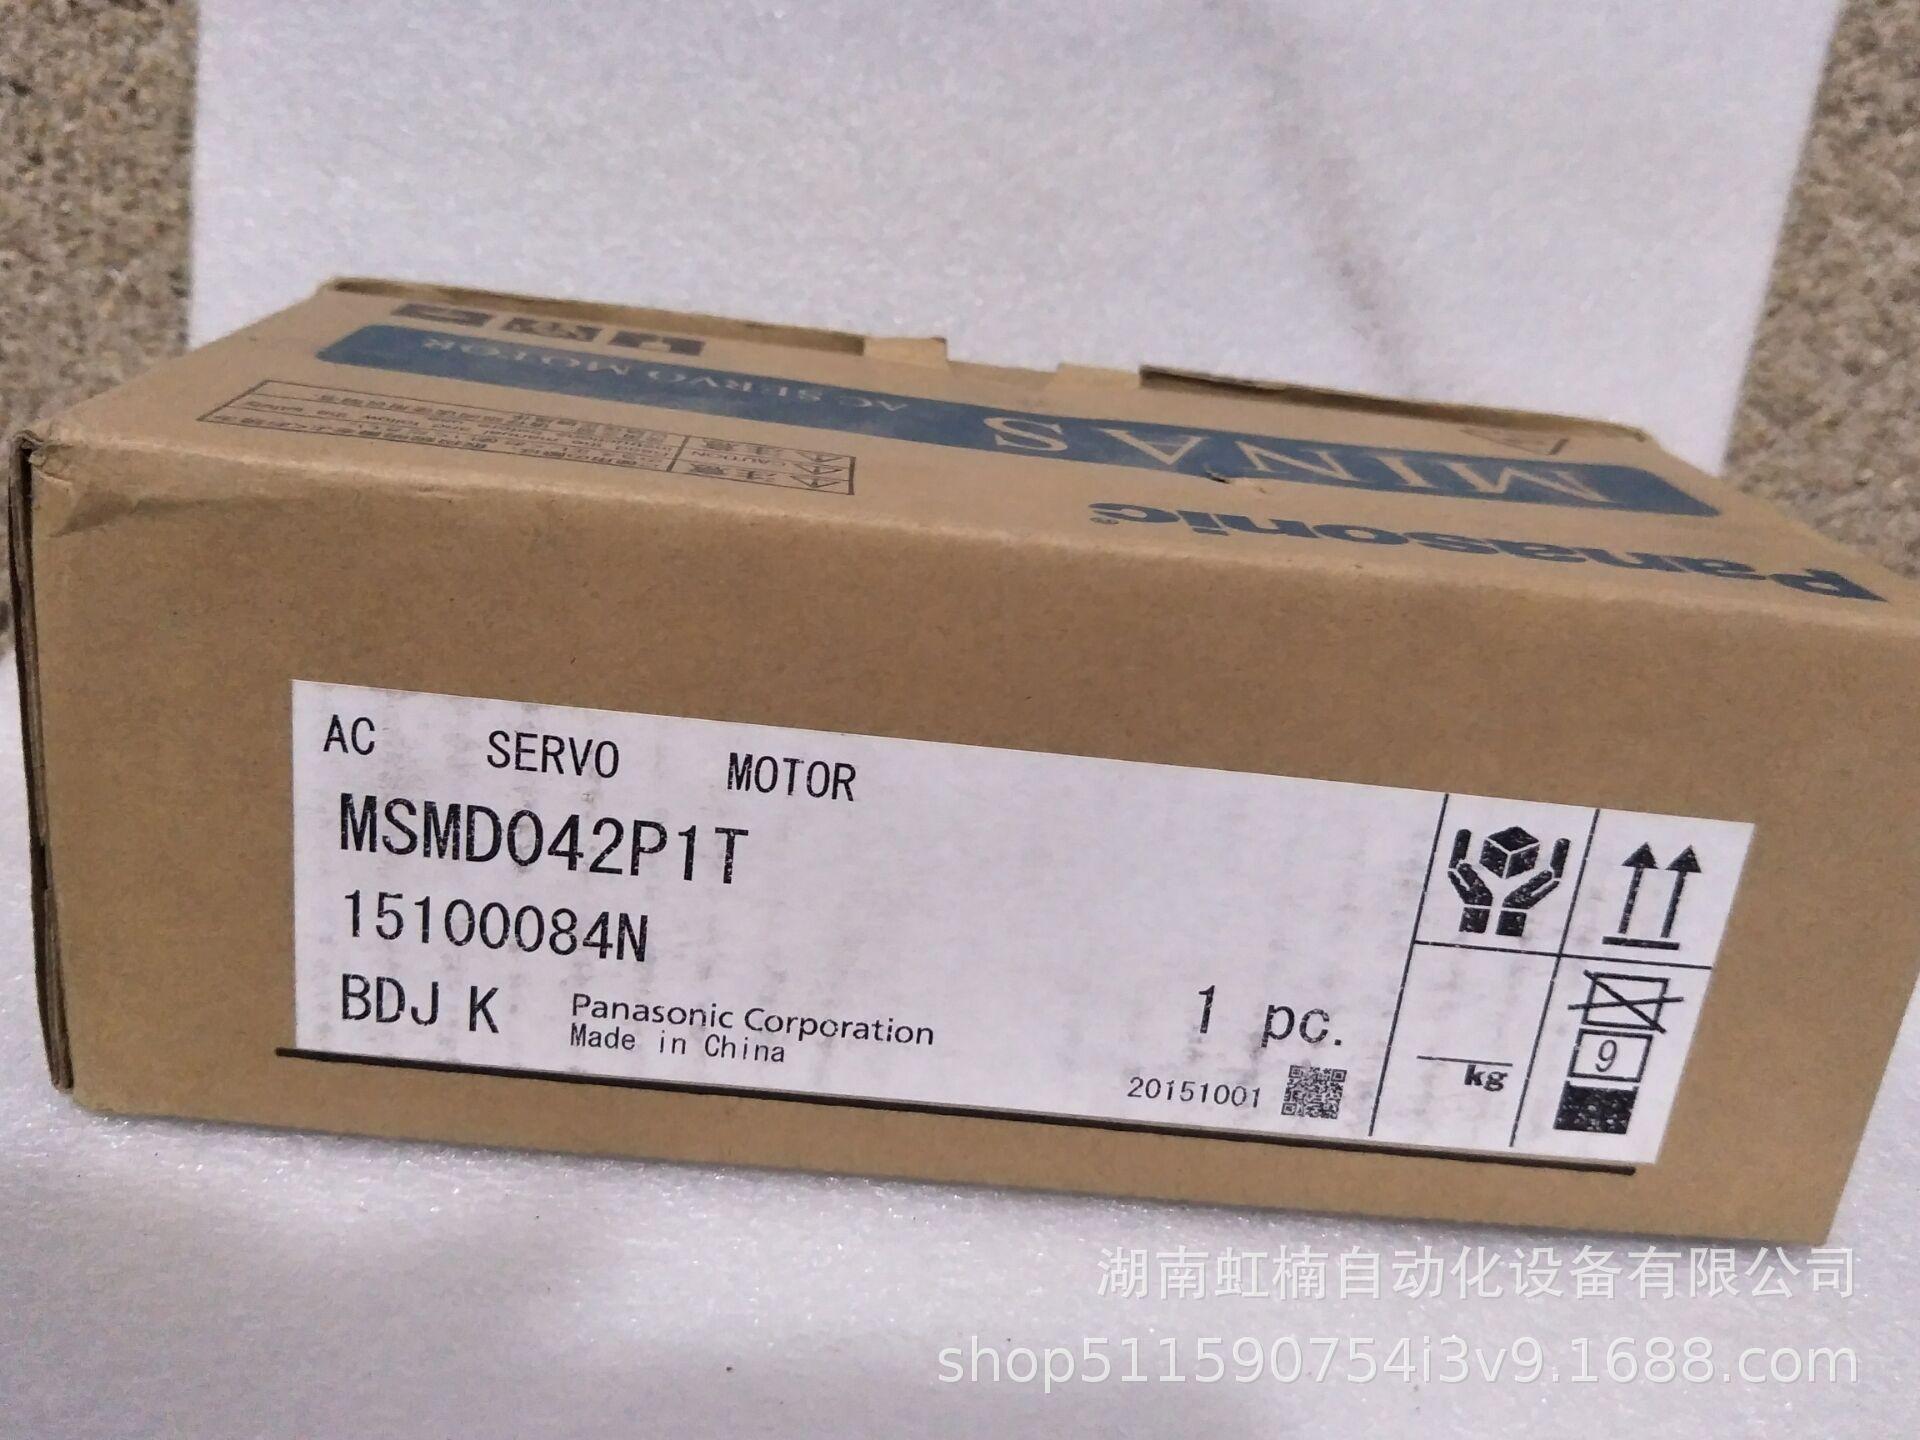 Panasonic®
MINAS
AC SERVO MOTOR
CAUTION
AC SERVO MOTOR
MSMD042P1T
15100084N
BDJ K
Panasonic Corporation
Made in China
1 pc.
20151001
kg
9
湖南虹楠自动化设备有限公司
shop511590754i3v9.1688.com